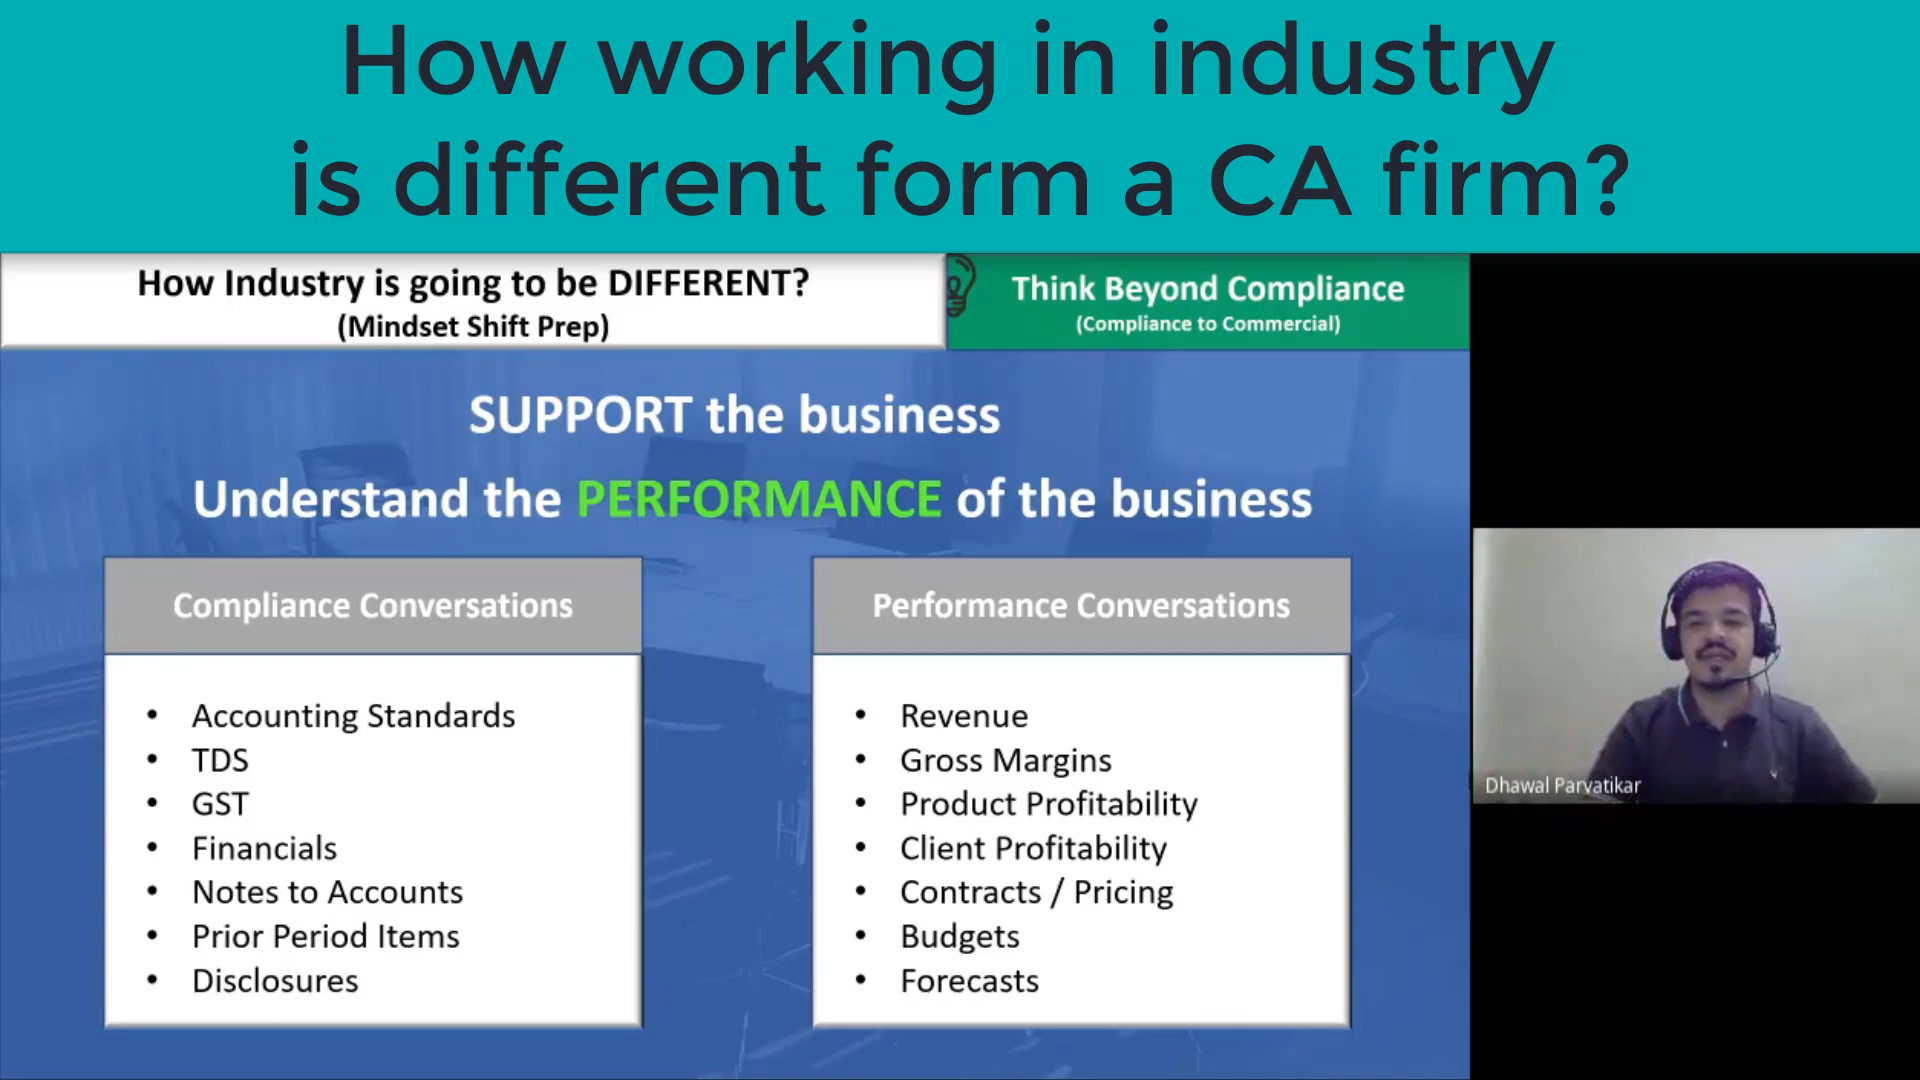 How working in industry
is different form a CA firm?
How Industry is going to be DIFFERENT?
(Mindset Shift Prep)
Think Beyond Compliance
(Compliance to Commercial)
SUPPORT the business
Understand the PERFORMANCE of the business
Compliance Conversations
• Accounting Standards
• TDS
• GST
• Financials
• Notes to Accounts
• Prior Period Items
• Disclosures
Performance Conversations
• Revenue
• Gross Margins
• Product Profitability
• Client Profitability
• Contracts / Pricing
• Budgets
• Forecasts
Dhawal Parvatikar